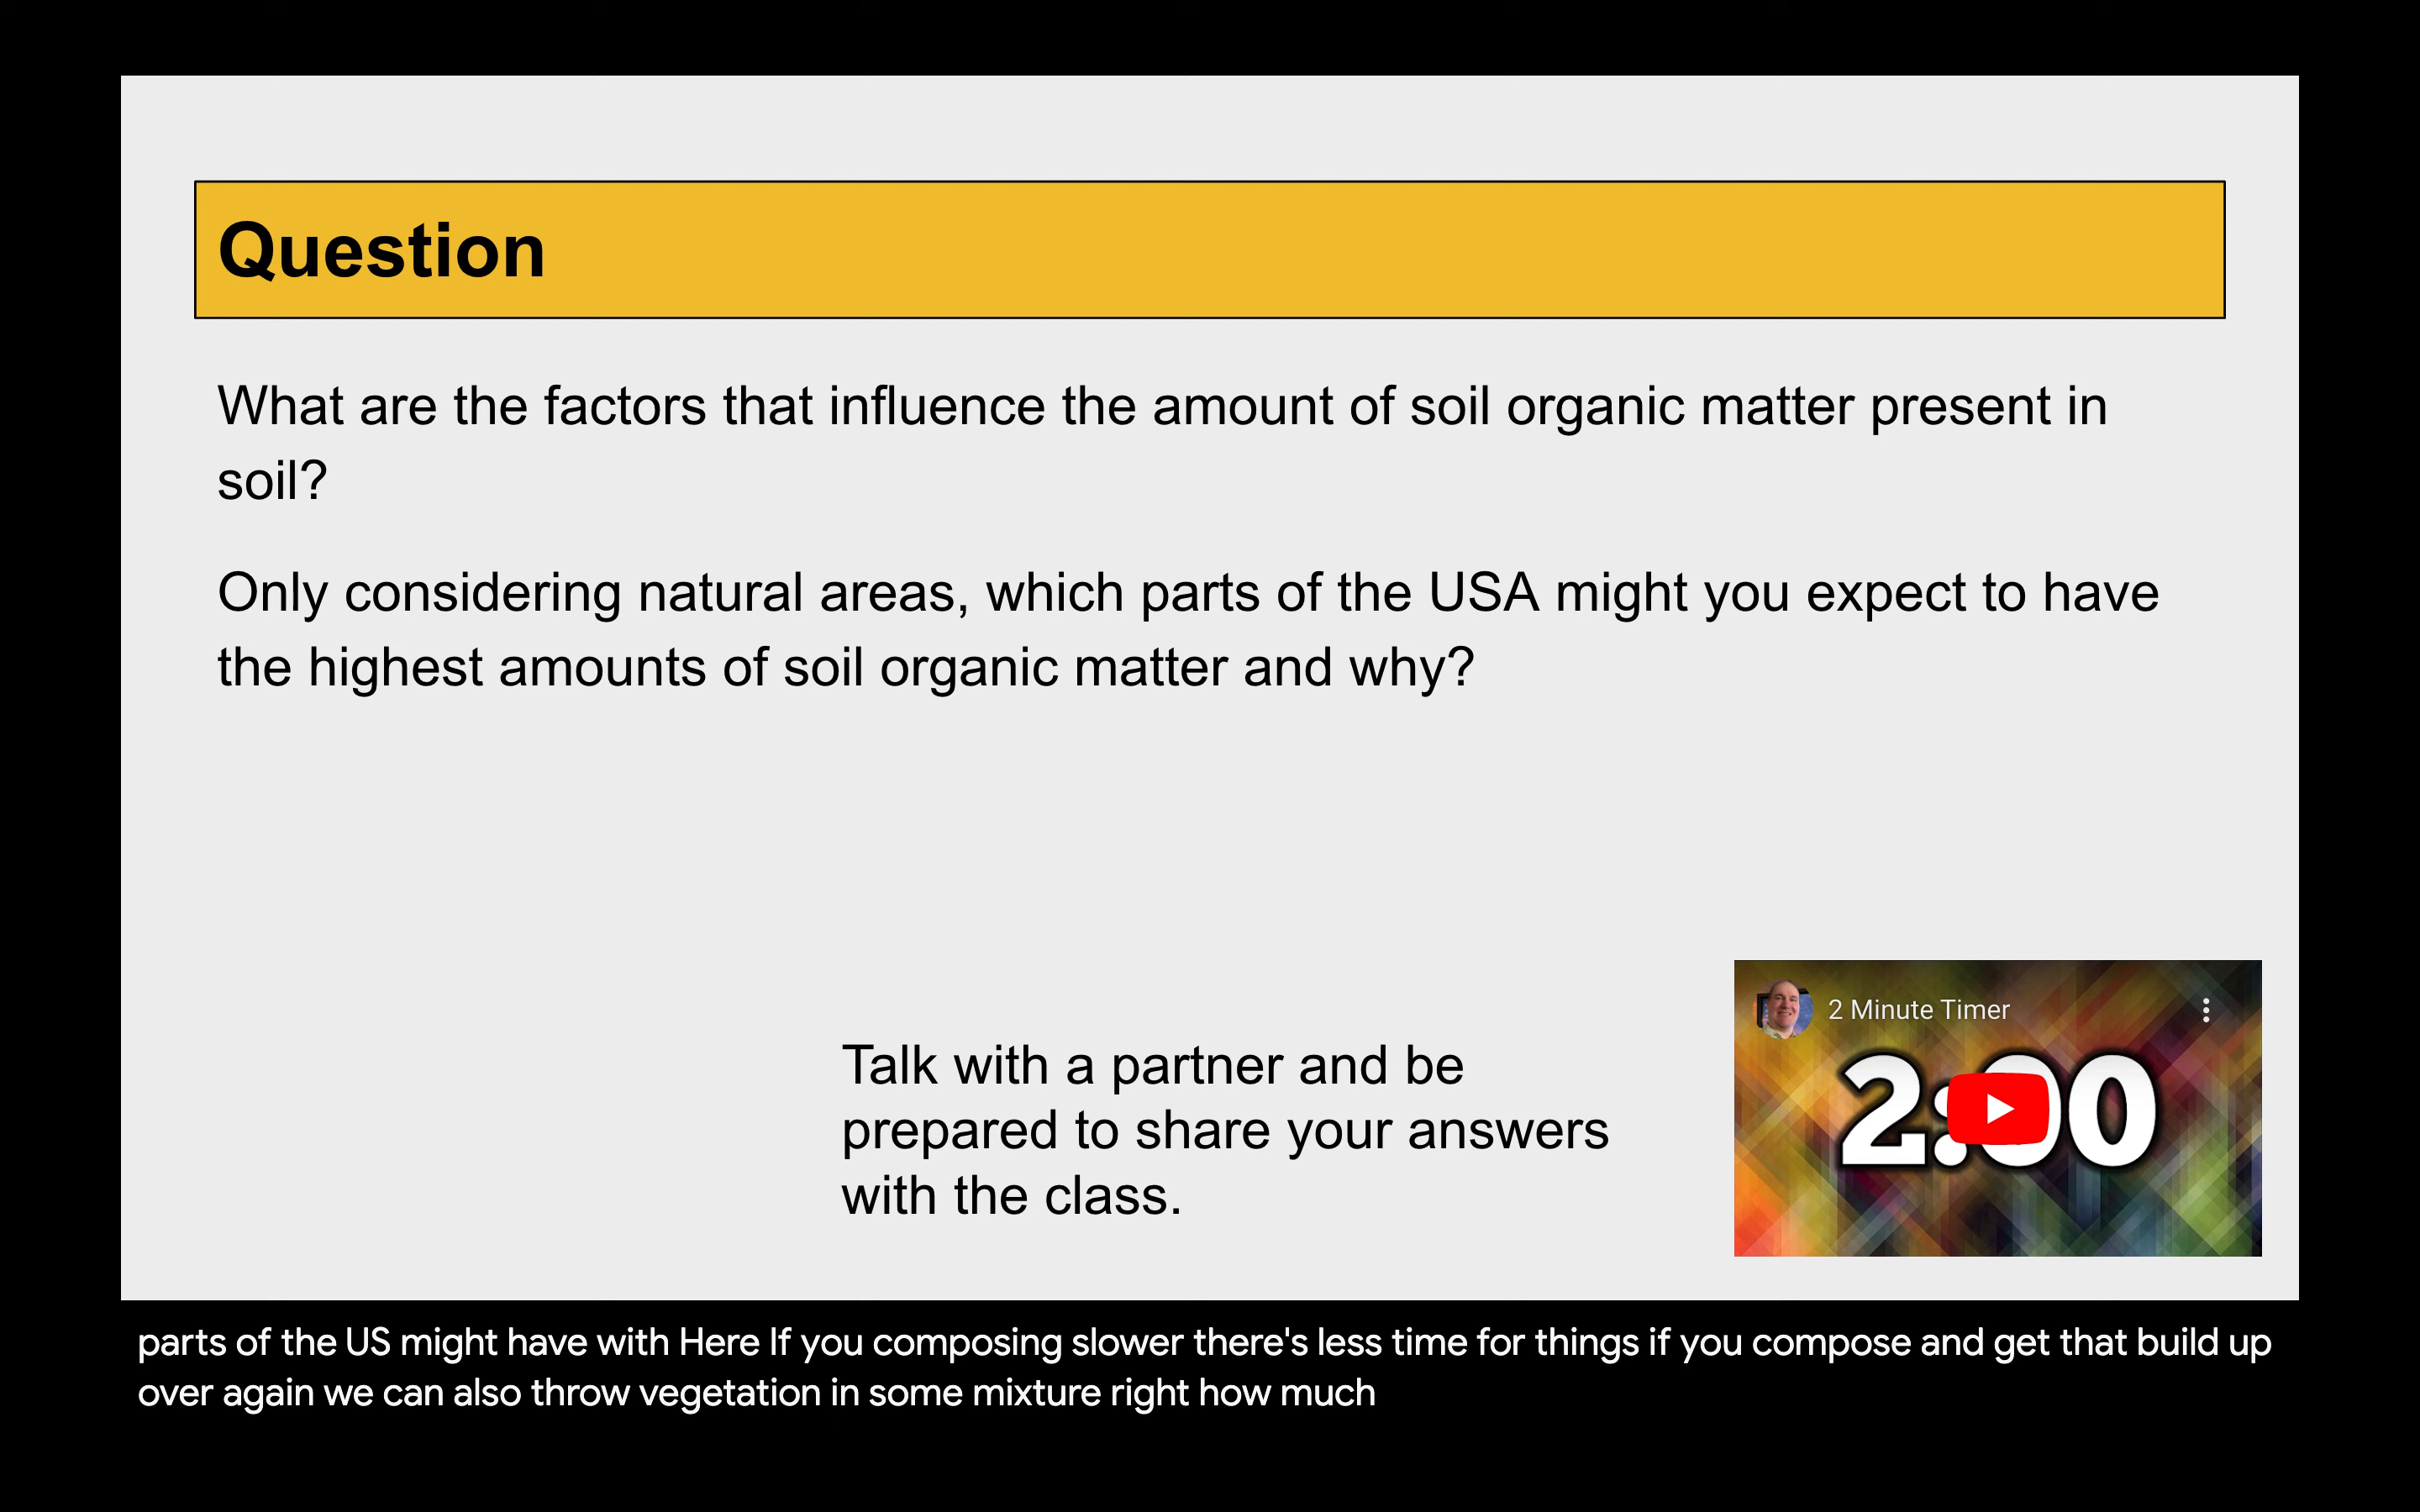 Question
What are the factors that influence the amount of soil organic matter present in
soil?
Only considering natural areas, which parts of the USA might you expect to have
the highest amounts of soil organic matter and why?
Talk with a partner and be
prepared to share your answers
with the class.
2 Minute Timer
2:00
parts of the US might have with Here If you composing slower there's less time for things if you compose and get that build up
over again we can also throw vegetation in some mixture right how much